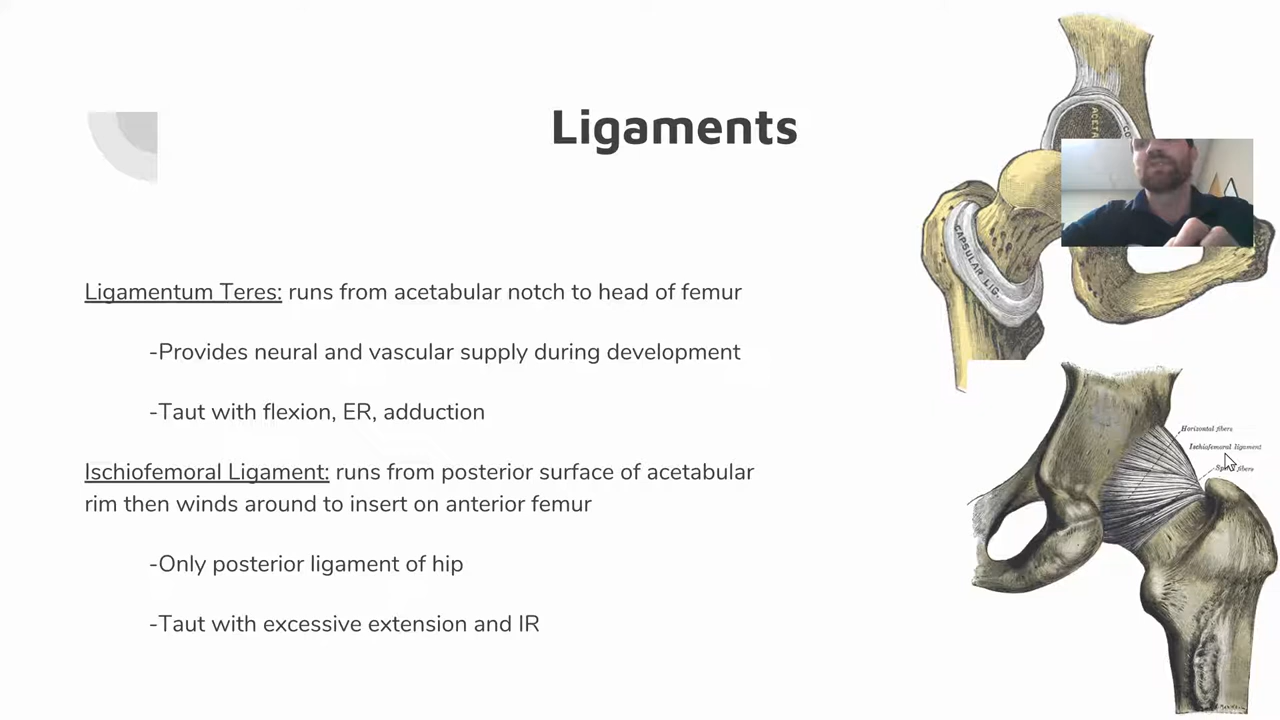 Ligaments
Ligamentum Teres: runs from acetabular notch to head of femur
-Provides neural and vascular supply during development
-Taut with flexion, ER, adduction
Ischiofemoral Ligament: runs from posterior surface of acetabular
rim then winds around to insert on anterior femur
-Only posterior ligament of hip
-Taut with excessive extension and IR
CAPSULAR LIG.
Horizontal fibers
Ischiofemoral ligament
fibers